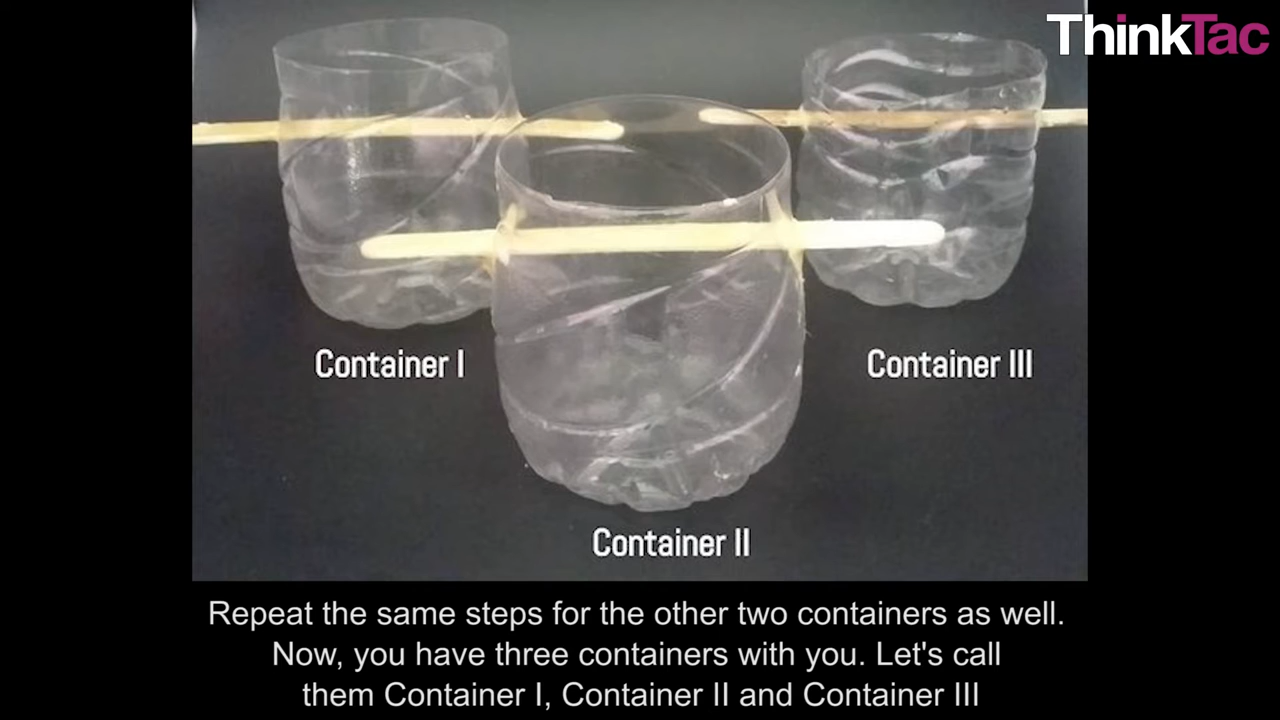 ThinkTac
Container I
Container III
Container II
Repeat the same steps for the other two containers as well.
Now, you have three containers with you. Let's call
them Container I, Container II and Container III